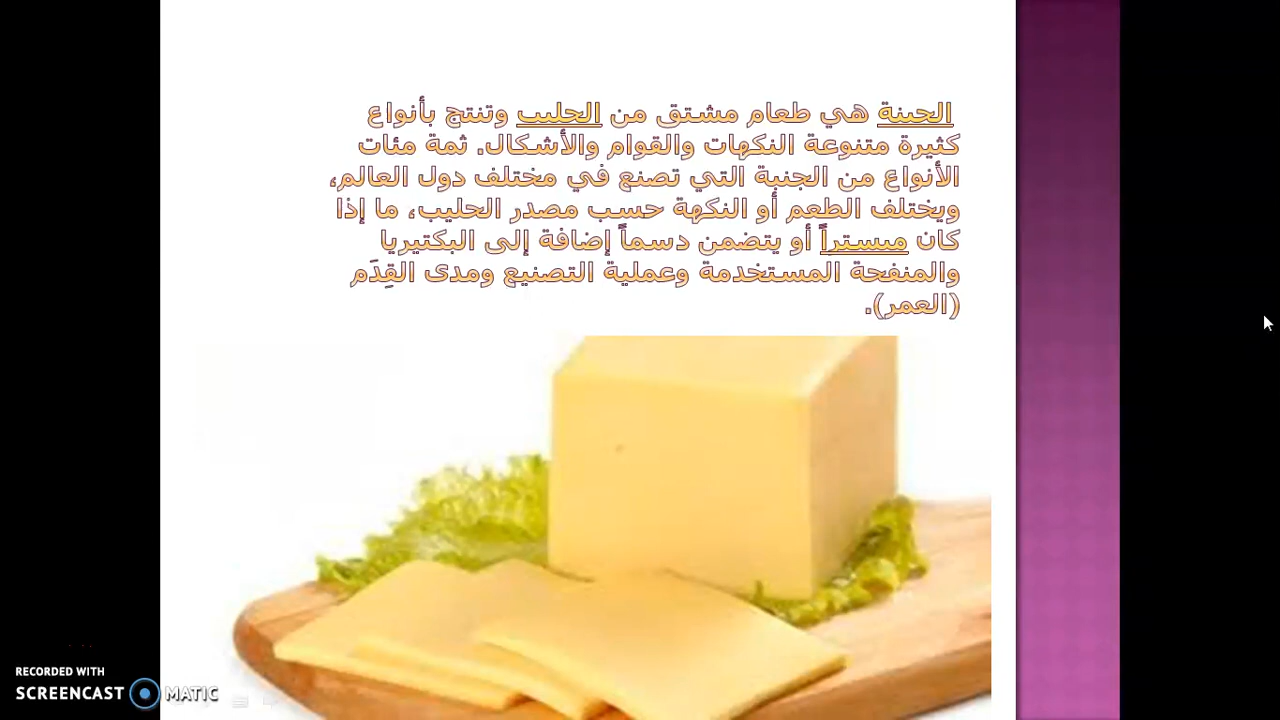 الجبنة هي طعام مشتق من الحليب وتنتج بأنواع
كثيرة متنوعة النكهات والقوام والأشكال. ثمة مئات
الأنواع من الجنبة التي تصنع في مختلف دول العالم،
ويختلف الطعم أو النكهة حسب مصدر الحليب، ما إذا
كان مبستراً أو يتضمن دسماً إضافة إلى البكتيريا
والمنفحة المستخدمة وعملية التصنيع ومدى القِدَم
(العمر).
RECORDED WITH
SCREENCAST MATIC